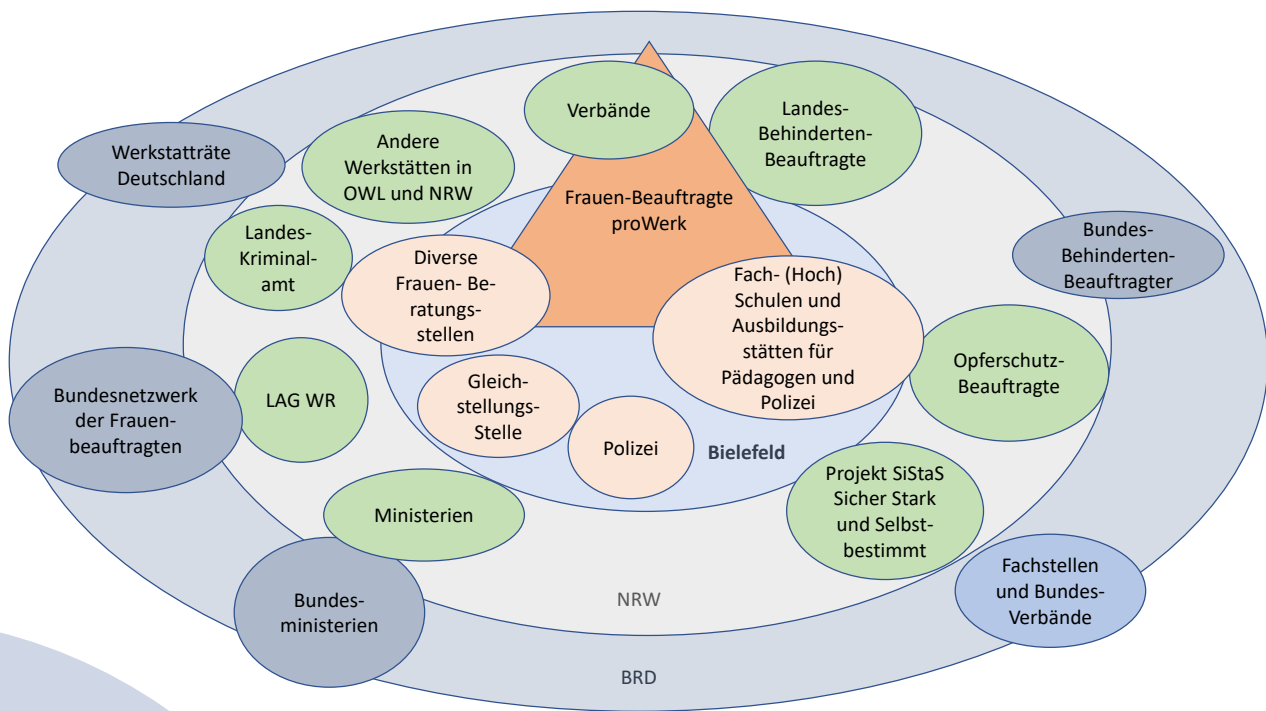 Verbände
Landes-
Behinderten-
Beauftragte
Andere
Werkstätten in
OWL und NRW
Werkstatträte
Deutschland
Frauen-Beauftragte
proWerk
Landes-
Kriminal-
amt
Diverse
Frauen- Be-
ratungs-
stellen
Bundes-
Behinderten-
Beauftragter
Fach- (Hoch)
Schulen und
Ausbildungs-
stätten für
Pädagogen und
Polizei
Opferschutz-
Beauftragte
Bundesnetzwerk
der Frauen-
beauftragten
LAG WR
Gleich-
stellungs-
Stelle
Polizei
Bielefeld
Projekt SiStaS
Sicher Stark
und Selbst-
bestimmt
Ministerien
Bundes-
ministerien
Fachstellen
und Bundes-
Verbände
NRW
BRD